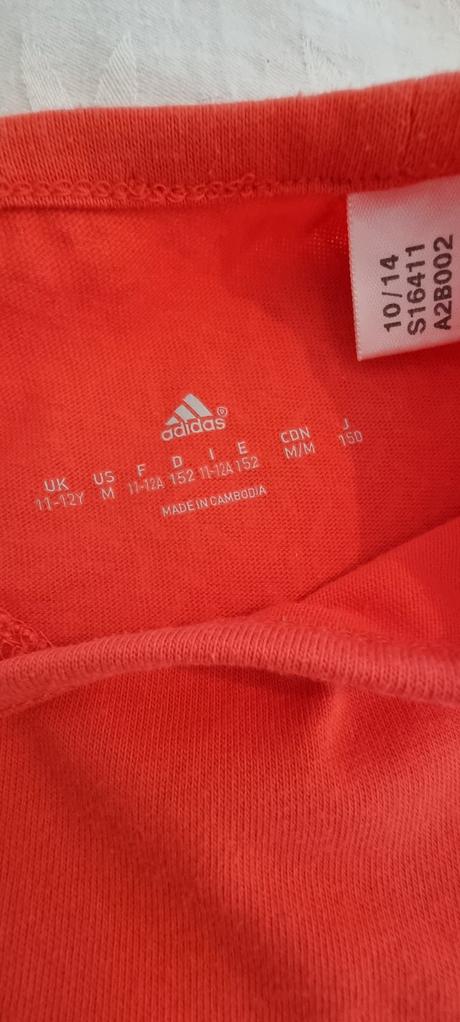 10/14
S16411
A2B002
adidas®
UK US F D I E CDN J
11-12Y M 11-12A 152 11-12A 152 M/M 150
MADE IN CAMBODIA